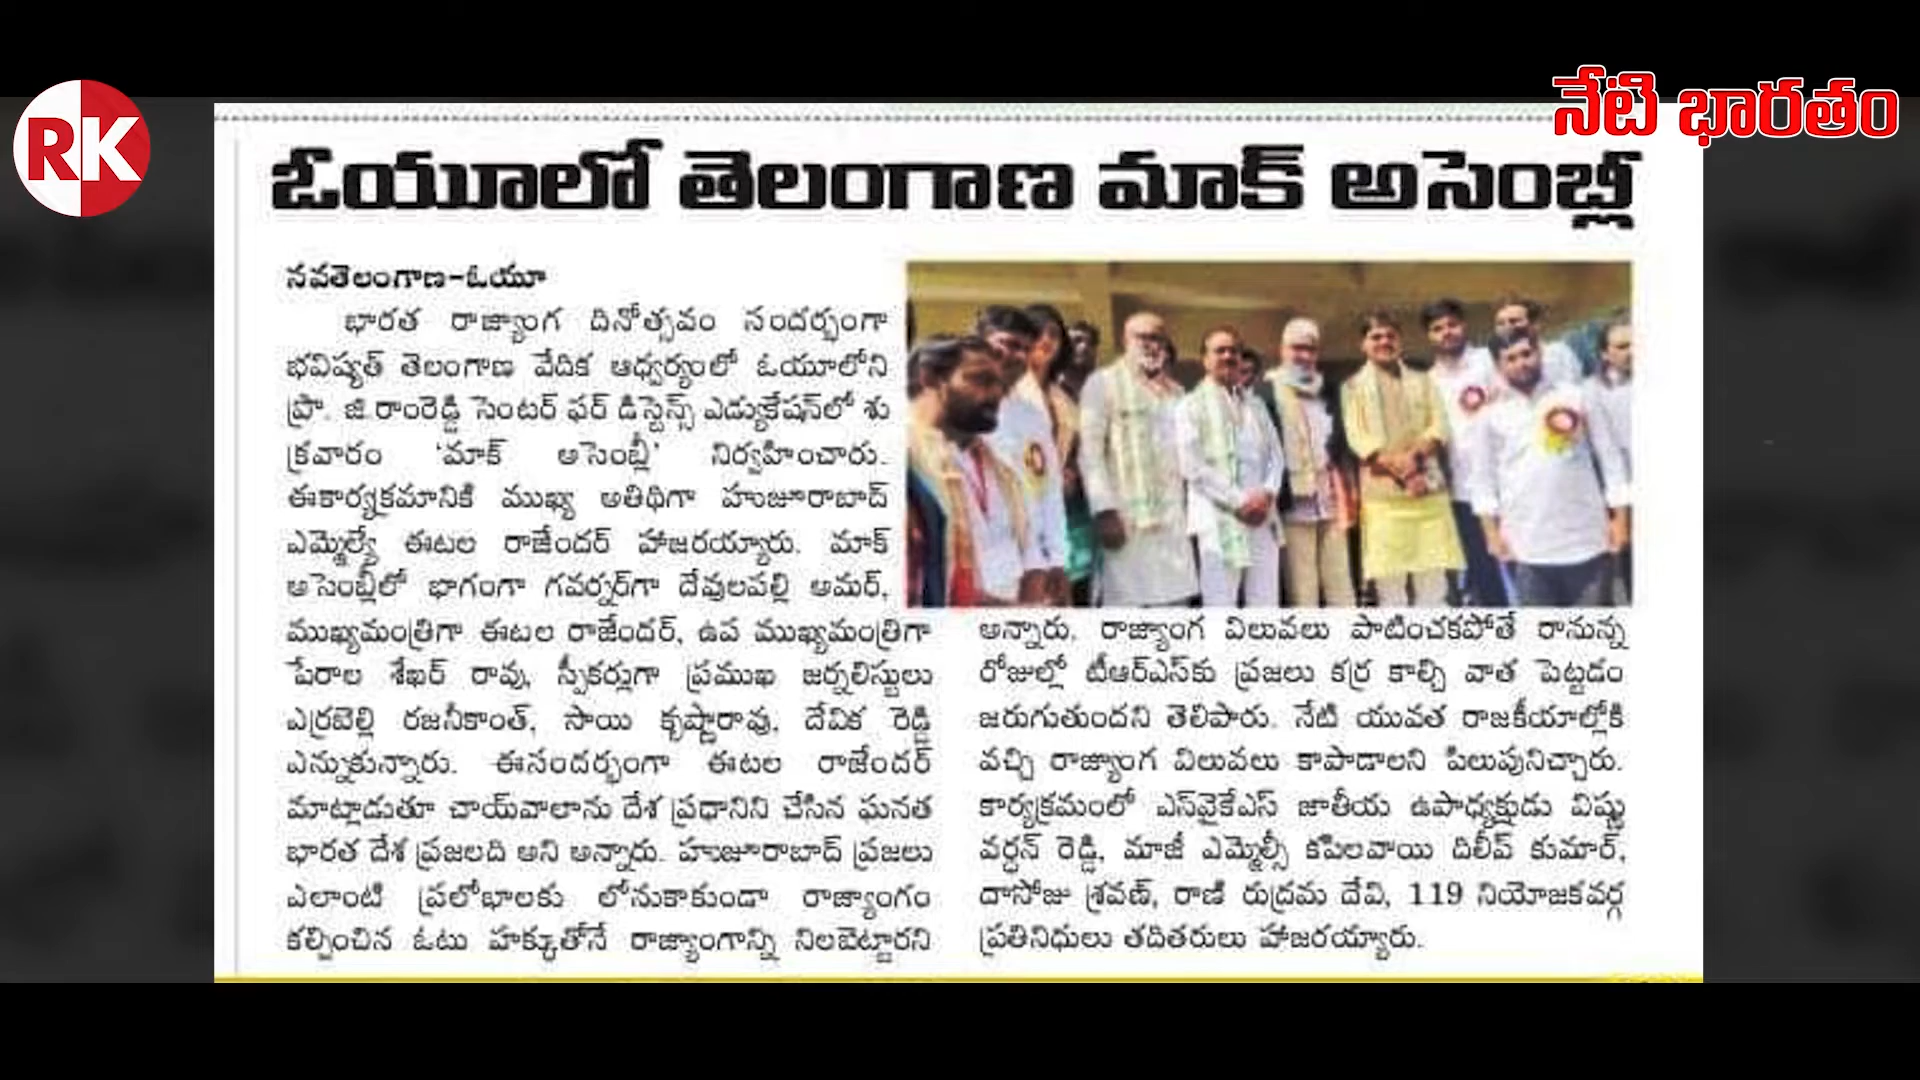 RK
నేటి భారతం
ఓయూలో తెలంగాణ మాక్ అసెంబ్లీ
నవతెలంగాణ-ఓయూ
భారత రాజ్యాంగ దినోత్సవం సందర్భంగా
భవిష్యత్ తెలంగాణ వేదిక ఆధ్వర్యంలో ఓయూలోని
ప్రొ. జి.రాంరెడ్డి సెంటర్ ఫర్ డిస్టెన్స్ ఎడ్యుకేషన్‌లో శు
క్రవారం 'మాక్ అసెంబ్లీ' నిర్వహించారు.
ఈకార్యక్రమానికి ముఖ్య అతిథిగా హుజూరాబాద్
ఎమ్మెల్యే ఈటల రాజేందర్ హాజరయ్యారు. మాక్
అసెంబ్లీలో భాగంగా గవర్నర్‌గా దేవులపల్లి అమర్,
ముఖ్యమంత్రిగా ఈటల రాజేందర్, ఉప ముఖ్యమంత్రిగా
పేరాల శేఖర్ రావు, స్పీకర్లుగా ప్రముఖ జర్నలిస్టులు
ఎర్రబెల్లి రజనీకాంత్, సాయి కృష్ణారావు, దేవిక రెడ్డి
ఎన్నుకున్నారు. ఈసందర్భంగా ఈటల రాజేందర్
మాట్లాడుతూ చాయ్‌వాలాను దేశ ప్రధానిని చేసిన ఘనత
భారత దేశ ప్రజలది అని అన్నారు. హుజూరాబాద్ ప్రజలు
ఎలాంటి ప్రలోభాలకు లోనుకాకుండా రాజ్యాంగం
కల్పించిన ఓటు హక్కుతోనే రాజ్యాంగాన్ని నిలబెట్టారని
అన్నారు. రాజ్యాంగ విలువలు పాటించకపోతే రానున్న
రోజుల్లో టీఆర్ఎస్‌కు ప్రజలు కర్ర కాల్చి వాత పెట్టడం
జరుగుతుందని తెలిపారు. నేటి యువత రాజకీయాల్లోకి
వచ్చి రాజ్యాంగ విలువలు కాపాడాలని పిలుపునిచ్చారు.
కార్యక్రమంలో ఎస్‌వైకేఎస్ జాతీయ ఉపాధ్యక్షుడు విష్ణు
వర్ధన్ రెడ్డి, మాజీ ఎమ్మెల్సీ కపిలవాయి దిలీప్ కుమార్,
దాసోజు శ్రవణ్, రాణి రుద్రమ దేవి, 119 నియోజకవర్గ
ప్రతినిధులు తదితరులు హాజరయ్యారు.